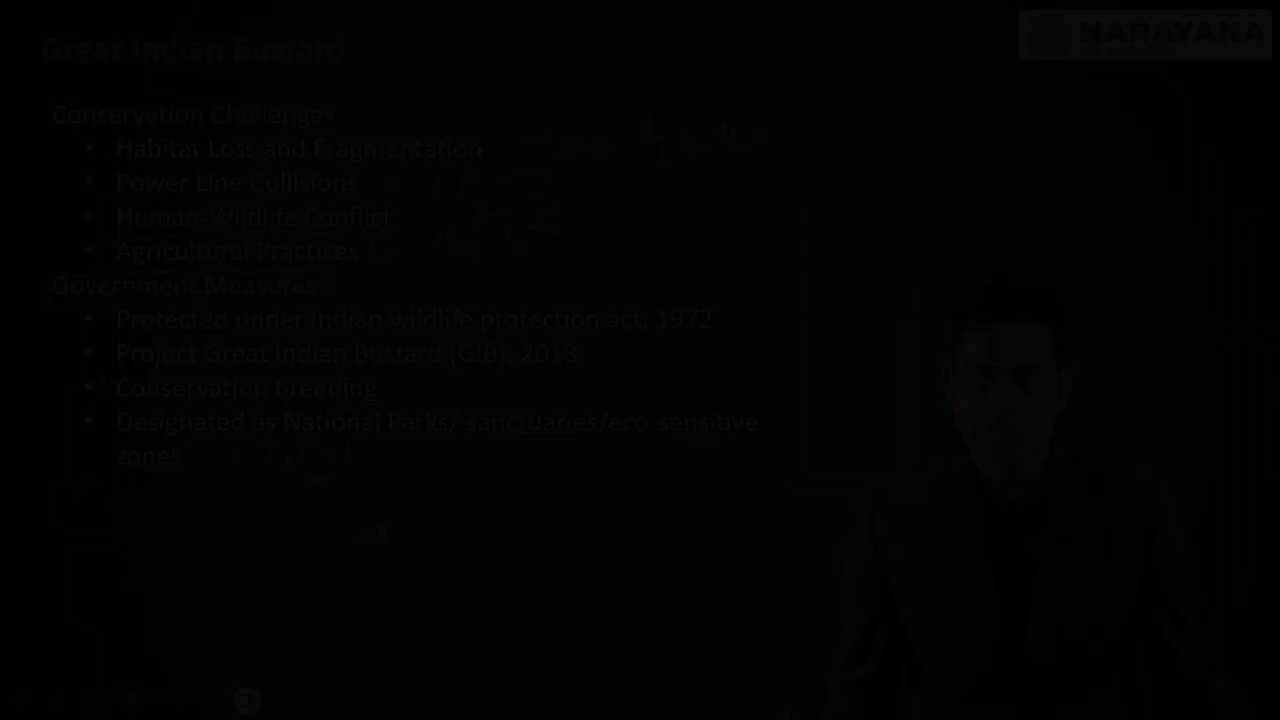 Great Indian Bustard
NARAYANA
Conservation Challenges
• Habitat Loss and Fragmentation
• Power Line Collisions
• Human-Wildlife Conflict
• Agricultural Practices
Government Measures
• Protected under Indian wildlife protection act, 1972
• Project Great Indian Bustard (GIB), 2013
• Conservation breeding
• Designated as National Parks/ sanctuaries/eco-sensitive
zones